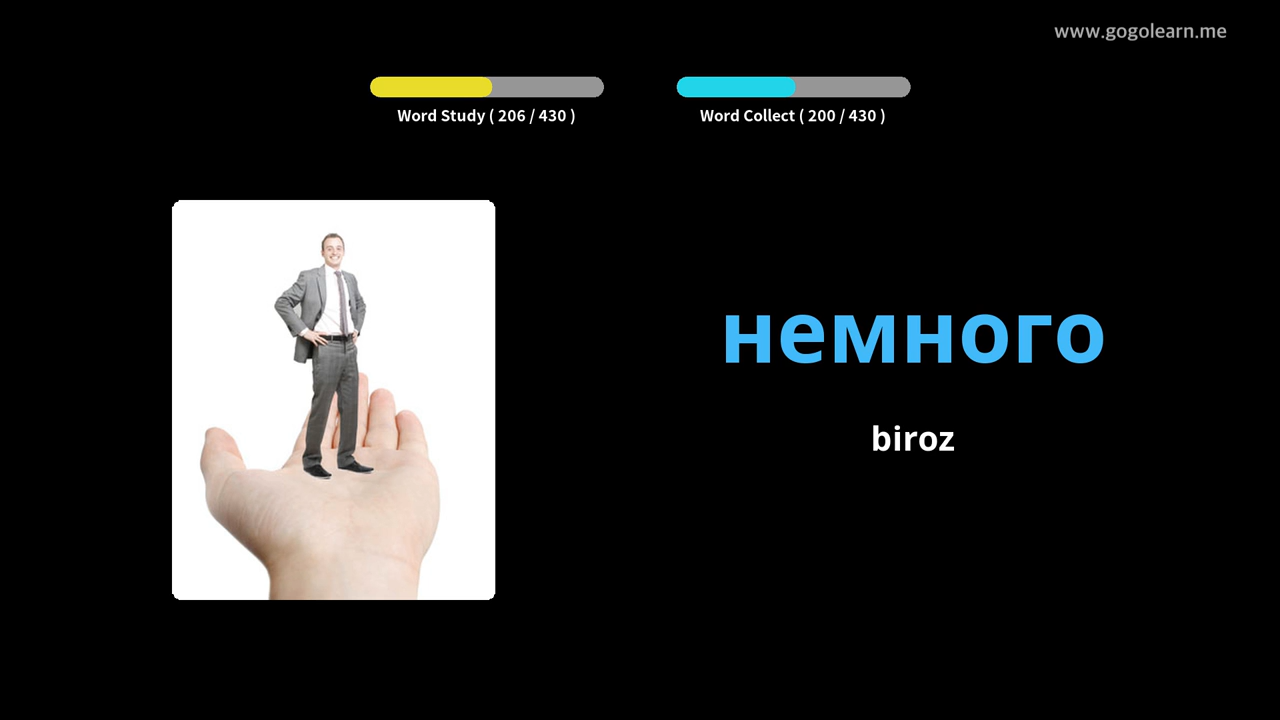 www.gogolearn.me
Word Study ( 206 / 430 )
Word Collect ( 200 / 430 )
немного
biroz